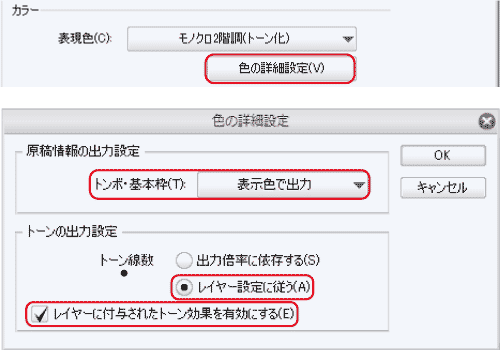 カラー
表現色(C): モノクロ2階調(トーン化)
色の詳細設定(V)
色の詳細設定
原稿情報の出力設定
OK
トンボ・基本枠(T): 表示色で出力
キャンセル
トーンの出力設定
トーン線数 出力倍率に依存する(S)
レイヤー設定に従う(A)
レイヤーに付与されたトーン効果を有効にする(E)